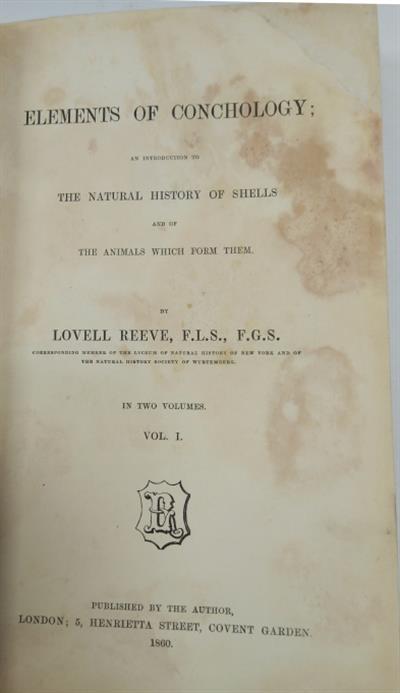 ELEMENTS OF CONCHOLOGY;
AN INTRODUCTION TO
THE NATURAL HISTORY OF SHELLS
AND OF
THE ANIMALS WHICH FORM THEM.
BY
LOVELL REEVE, F.L.S., F.G.S.
CORRESPONDING MEMBER OF THE LYCEUM OF NATURAL HISTORY OF NEW YORK AND OF
THE NATURAL HISTORY SOCIETY OF WURTEMBURG.
IN TWO VOLUMES.
VOL. I.
PUBLISHED BY THE AUTHOR,
LONDON; 5, HENRIETTA STREET, COVENT GARDEN.
1860.